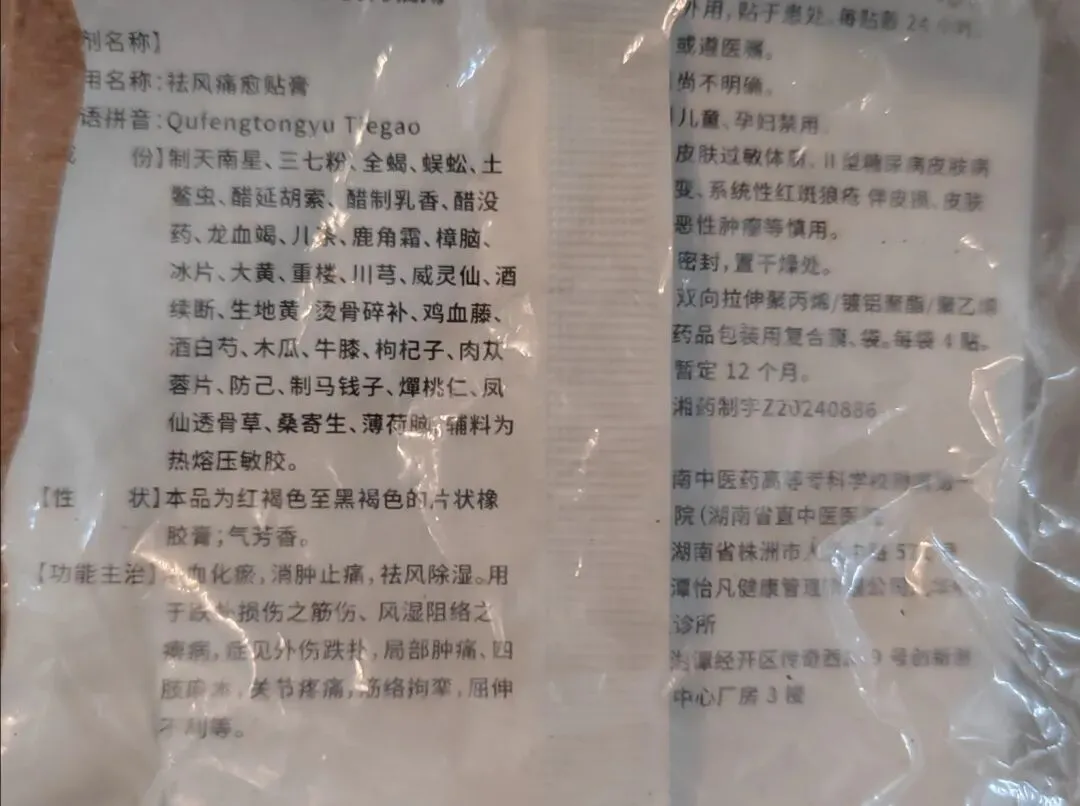 剂名称】
用名称：祛风痛愈贴膏
语拼音：Qufengtongyu Tiegao
份】制天南星、三七粉、全蝎、蜈蚣、土
鳖虫、醋延胡索、醋制乳香、醋没
药、龙血竭、儿茶、鹿角霜、樟脑、
冰片、大黄、重楼、川芎、威灵仙、酒
续断、生地黄、烫骨碎补、鸡血藤、
酒白芍、木瓜、牛膝、枸杞子、肉苁
蓉片、防己、制马钱子、燀桃仁、凤
仙透骨草、桑寄生、薄荷脑。辅料为
热熔压敏胶。
【性 状】本品为红褐色至黑褐色的片状橡
胶膏；气芳香。
【功能主治】血化瘀，消肿止痛，祛风除湿。用
于跌扑损伤之筋伤、风湿阻络之
痹病，症见外伤跌扑，局部肿痛、四
肢麻木，关节疼痛，筋络拘挛，屈伸
不利等。
外用，贴于患处。每贴敷 24 小时，
或遵医嘱。
尚不明确。
儿童、孕妇禁用。
皮肤过敏体质、II 型糖尿病皮肤病
变、系统性红斑狼疮伴皮损、皮肤
恶性肿瘤等慎用。
密封，置干燥处。
双向拉伸聚丙烯/镀铝聚酯/聚乙烯
药品包装用复合膜、袋。每袋 4 贴。
暂定 12 个月。
湘药制字Z20240886
南中医药高等专科学校附属第一
院（湖南省直中医医院
湖南省株洲市人
潭怡凡健康管理有限公司
诊所
湘潭经开区传奇西路 9 号创新
中心厂房 3 楼